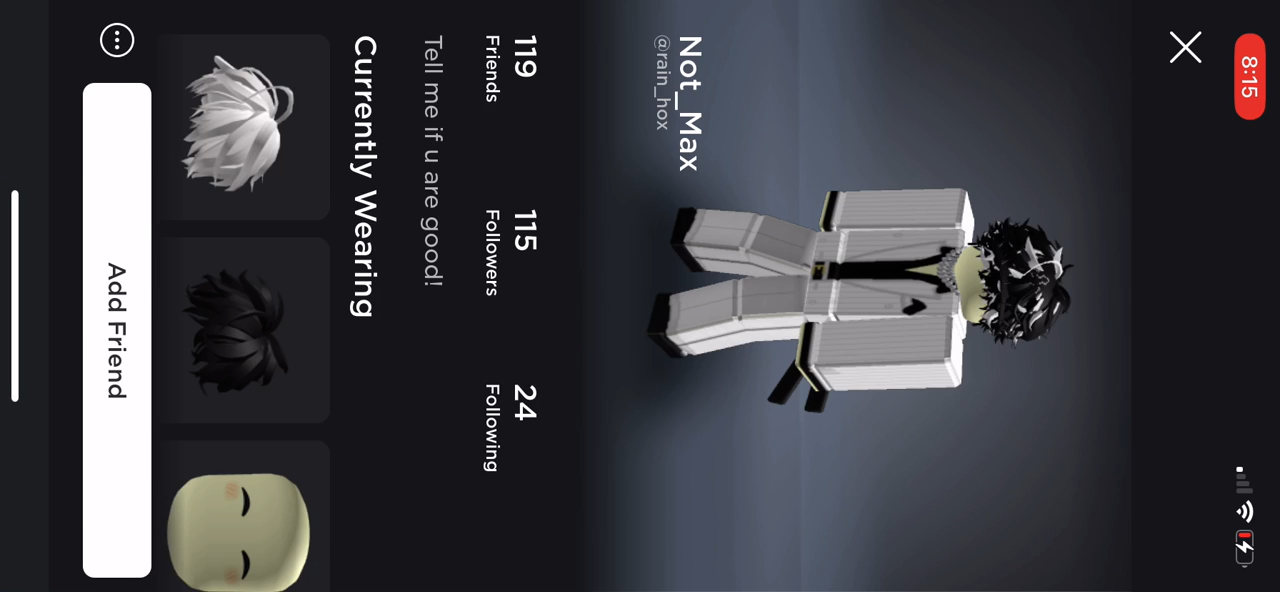 8:15
Not_Max
@rain_hox
119
Friends
115
Followers
24
Following
Tell me if u are good!
Currently Wearing
Add Friend